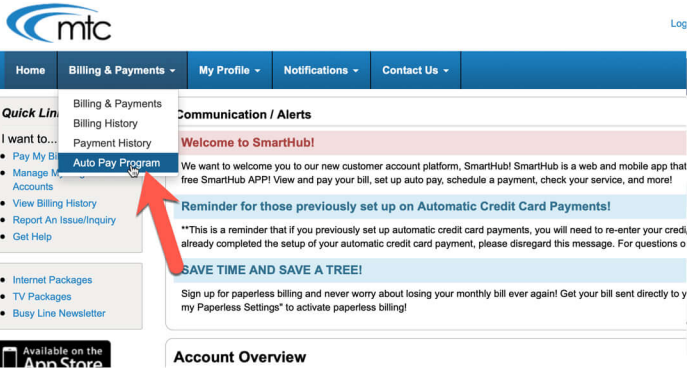 mtc
Log
Home
Billing & Payments
My Profile
Notifications
Contact Us
Billing & Payments
Billing History
Payment History
Auto Pay Program
Quick Lin
I want to...
Pay My Bi
Manage M
Accounts
View Billing History
Report An Issue/Inquiry
Get Help
Internet Packages
TV Packages
Busy Line Newsletter
Available on the
App Store
Communication / Alerts
Welcome to SmartHub!
We want to welcome you to our new customer account platform, SmartHub! SmartHub is a web and mobile app that
free SmartHub APP! View and pay your bill, set up auto pay, schedule a payment, check your service, and more!
Reminder for those previously set up on Automatic Credit Card Payments!
**This is a reminder that if you previously set up automatic credit card payments, you will need to re-enter your credi
already completed the setup of your automatic credit card payment, please disregard this message. For questions o
SAVE TIME AND SAVE A TREE!
Sign up for paperless billing and never worry about losing your monthly bill ever again! Get your bill sent directly to y
my Paperless Settings" to activate paperless billing!
Account Overview